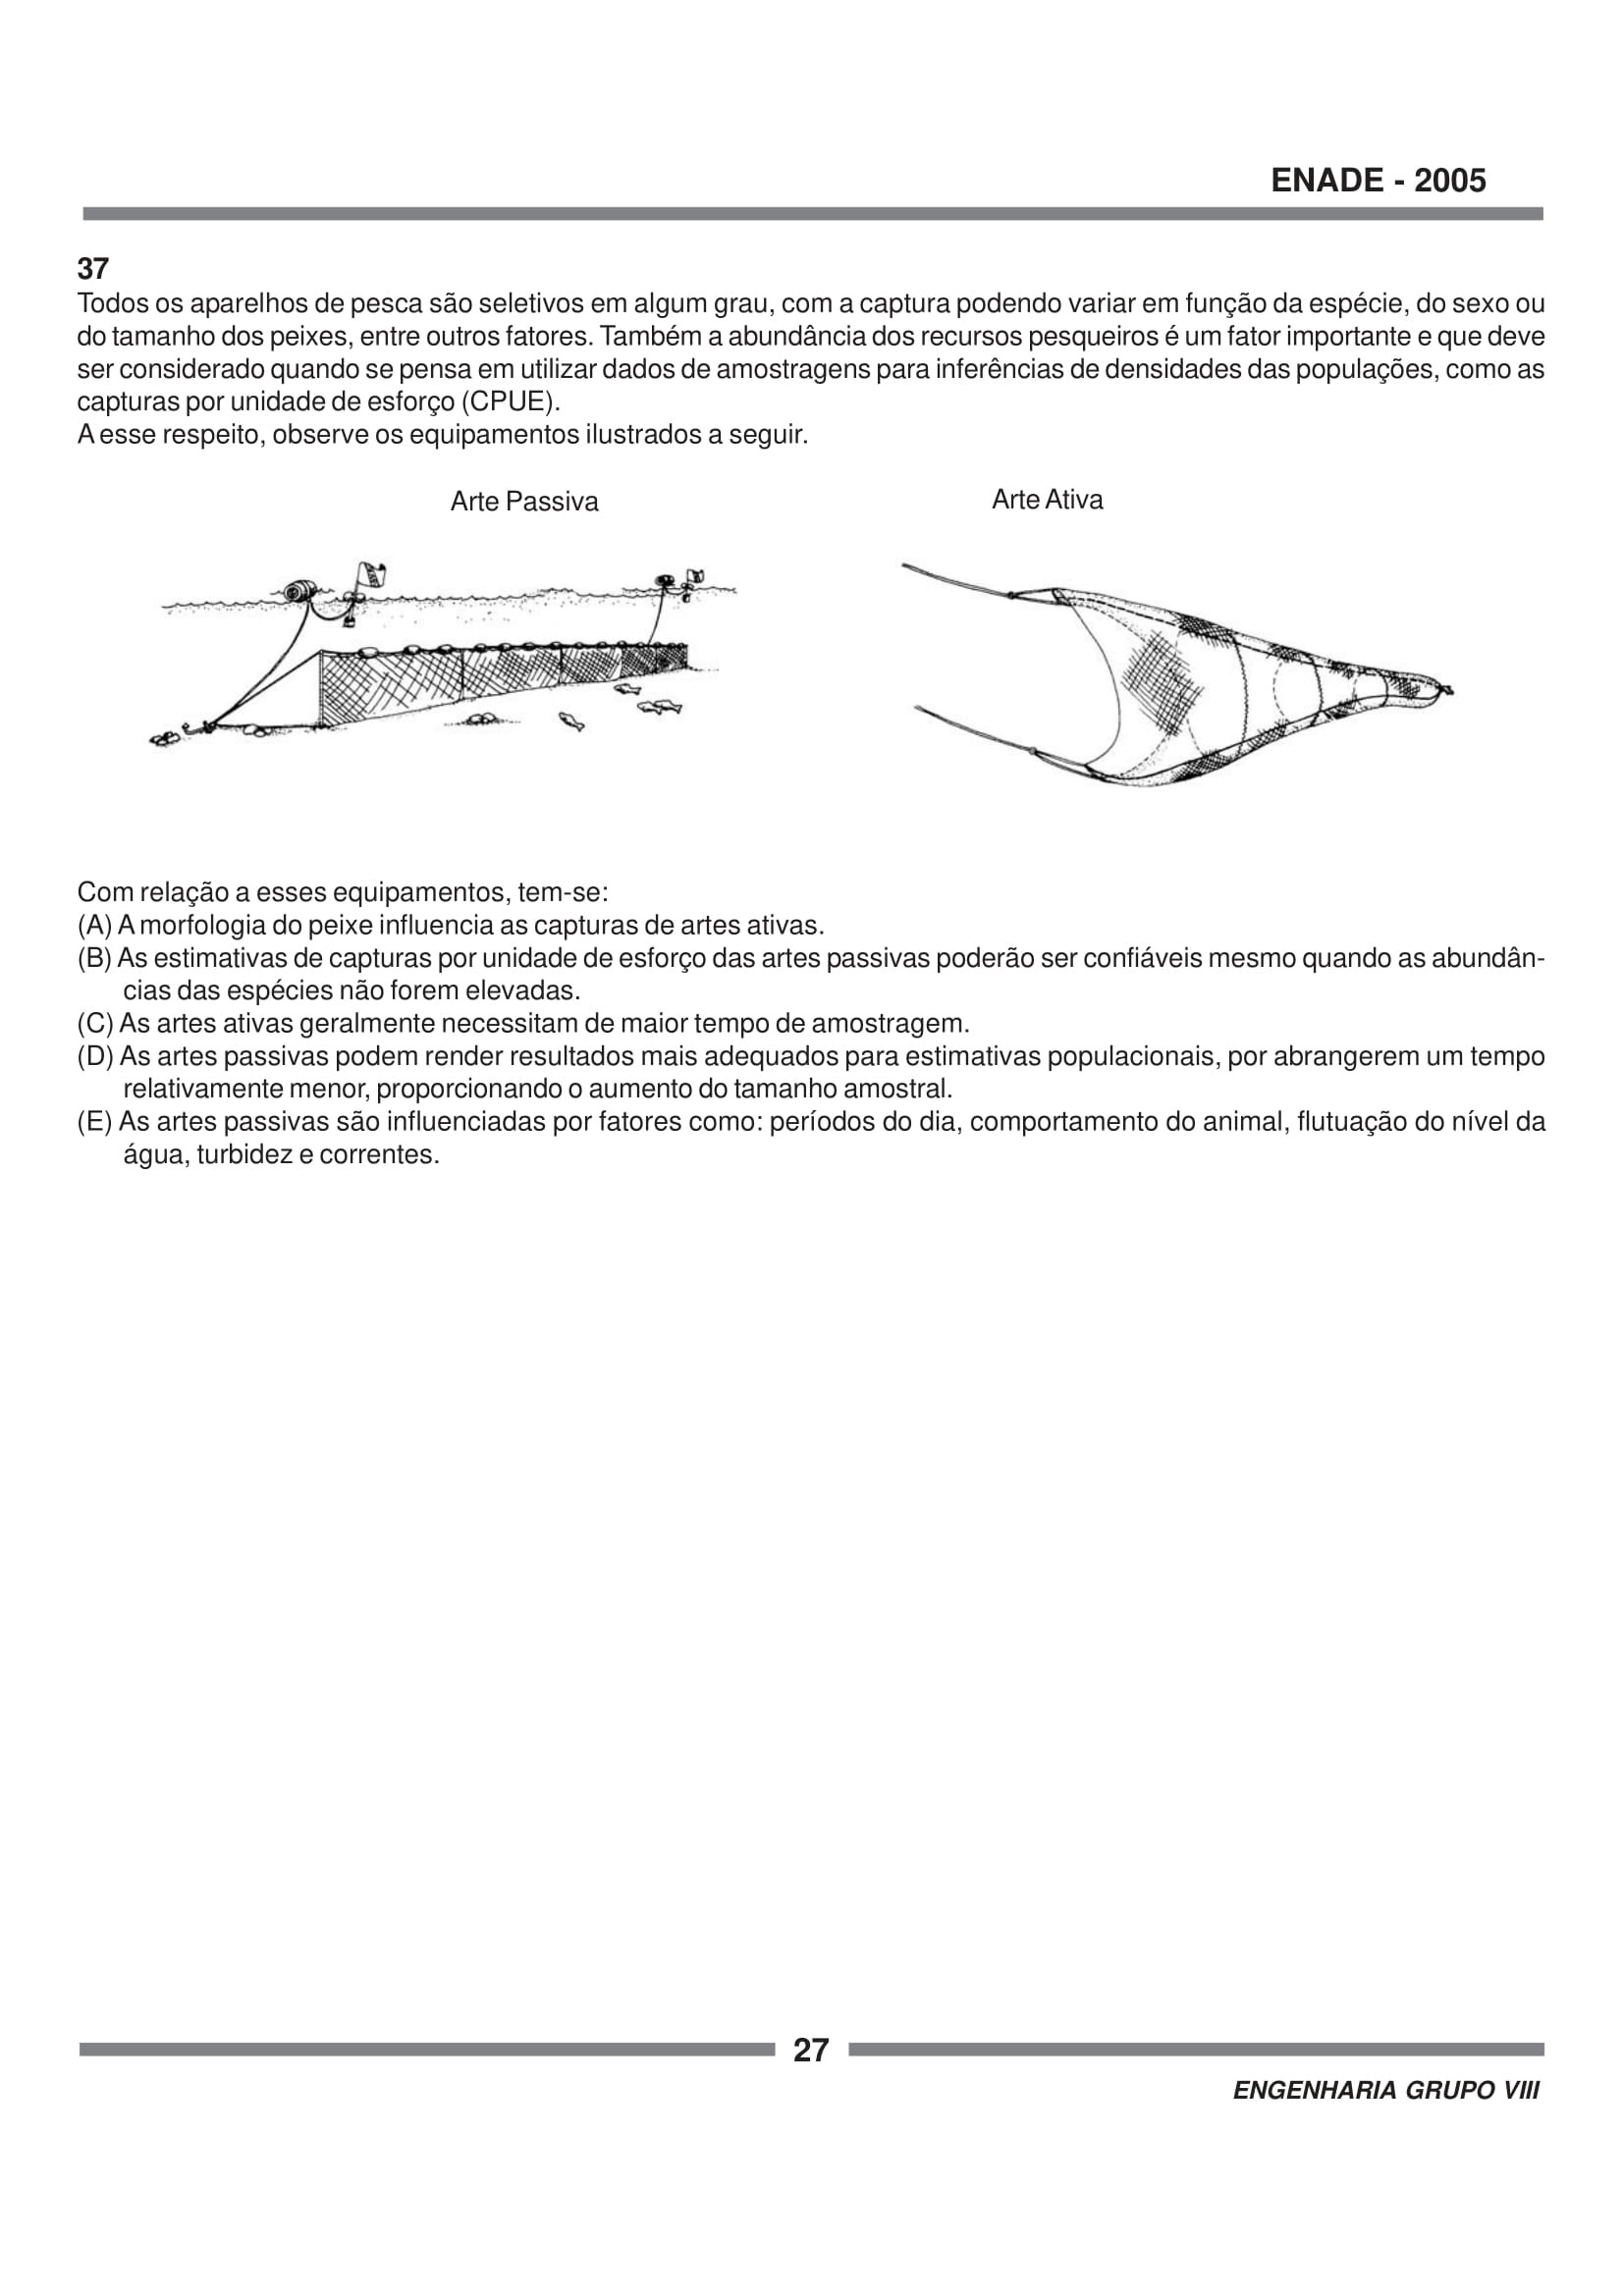 ENADE - 2005
37
Todos os aparelhos de pesca são seletivos em algum grau, com a captura podendo variar em função da espécie, do sexo ou
do tamanho dos peixes, entre outros fatores. Também a abundância dos recursos pesqueiros é um fator importante e que deve
ser considerado quando se pensa em utilizar dados de amostragens para inferências de densidades das populações, como as
capturas por unidade de esforço (CPUE).
A esse respeito, observe os equipamentos ilustrados a seguir.
Arte Passiva
Arte Ativa
Com relação a esses equipamentos, tem-se:
(A) A morfologia do peixe influencia as capturas de artes ativas.
(B) As estimativas de capturas por unidade de esforço das artes passivas poderão ser confiáveis mesmo quando as abundân-
cias das espécies não forem elevadas.
(C) As artes ativas geralmente necessitam de maior tempo de amostragem.
(D) As artes passivas podem render resultados mais adequados para estimativas populacionais, por abrangerem um tempo
relativamente menor, proporcionando o aumento do tamanho amostral.
(E) As artes passivas são influenciadas por fatores como: períodos do dia, comportamento do animal, flutuação do nível da
água, turbidez e correntes.
27
ENGENHARIA GRUPO VIII